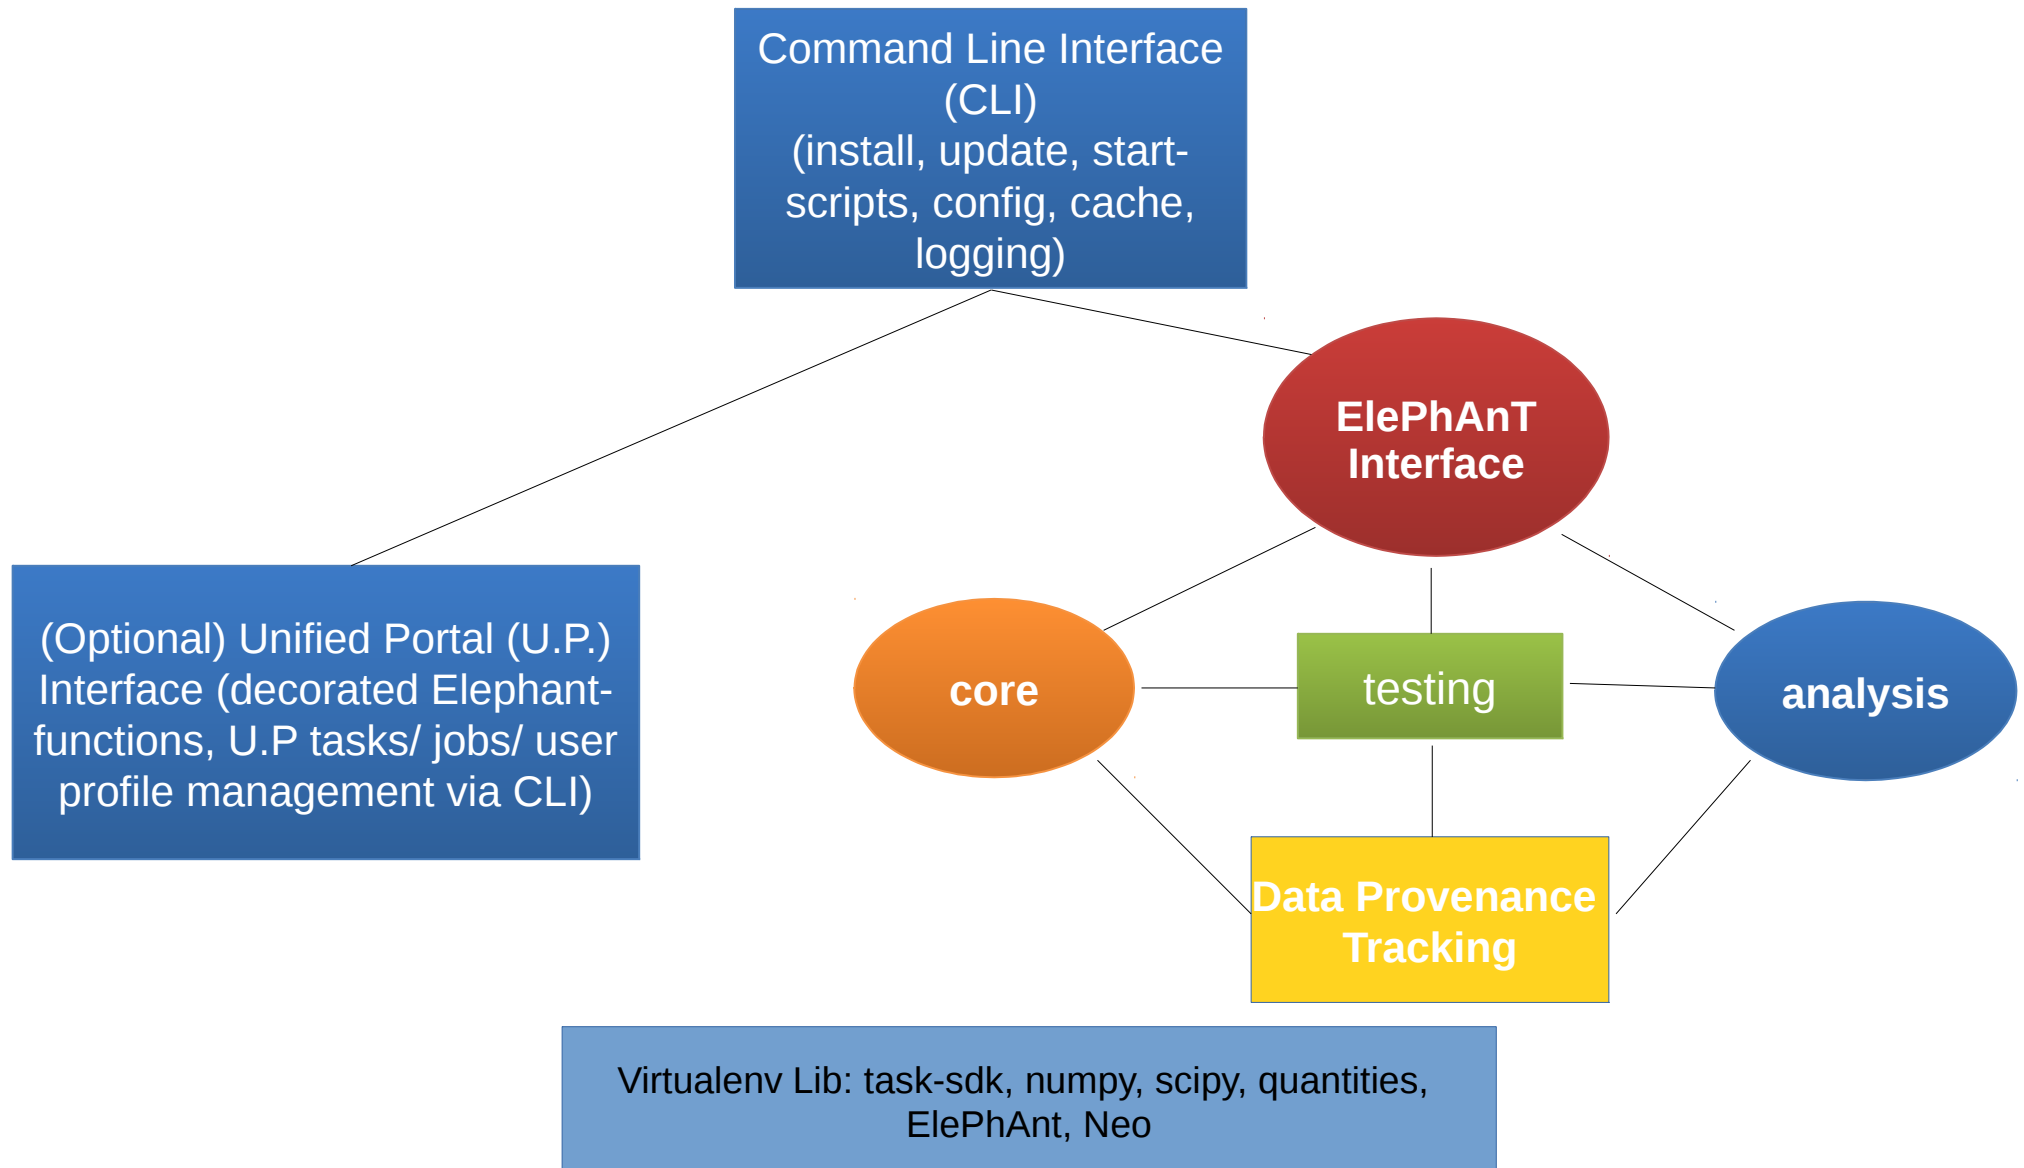 Command Line Interface
(CLI)
(install, update, start-
scripts, config, cache,
logging)
ElePhAnT
Interface
(Optional) Unified Portal (U.P.)
Interface (decorated Elephant-
functions, U.P tasks/ jobs/ user
profile management via CLI)
core
testing
analysis
Data Provenance
Tracking
Virtualenv Lib: task-sdk, numpy, scipy, quantities,
ElePhAnt, Neo